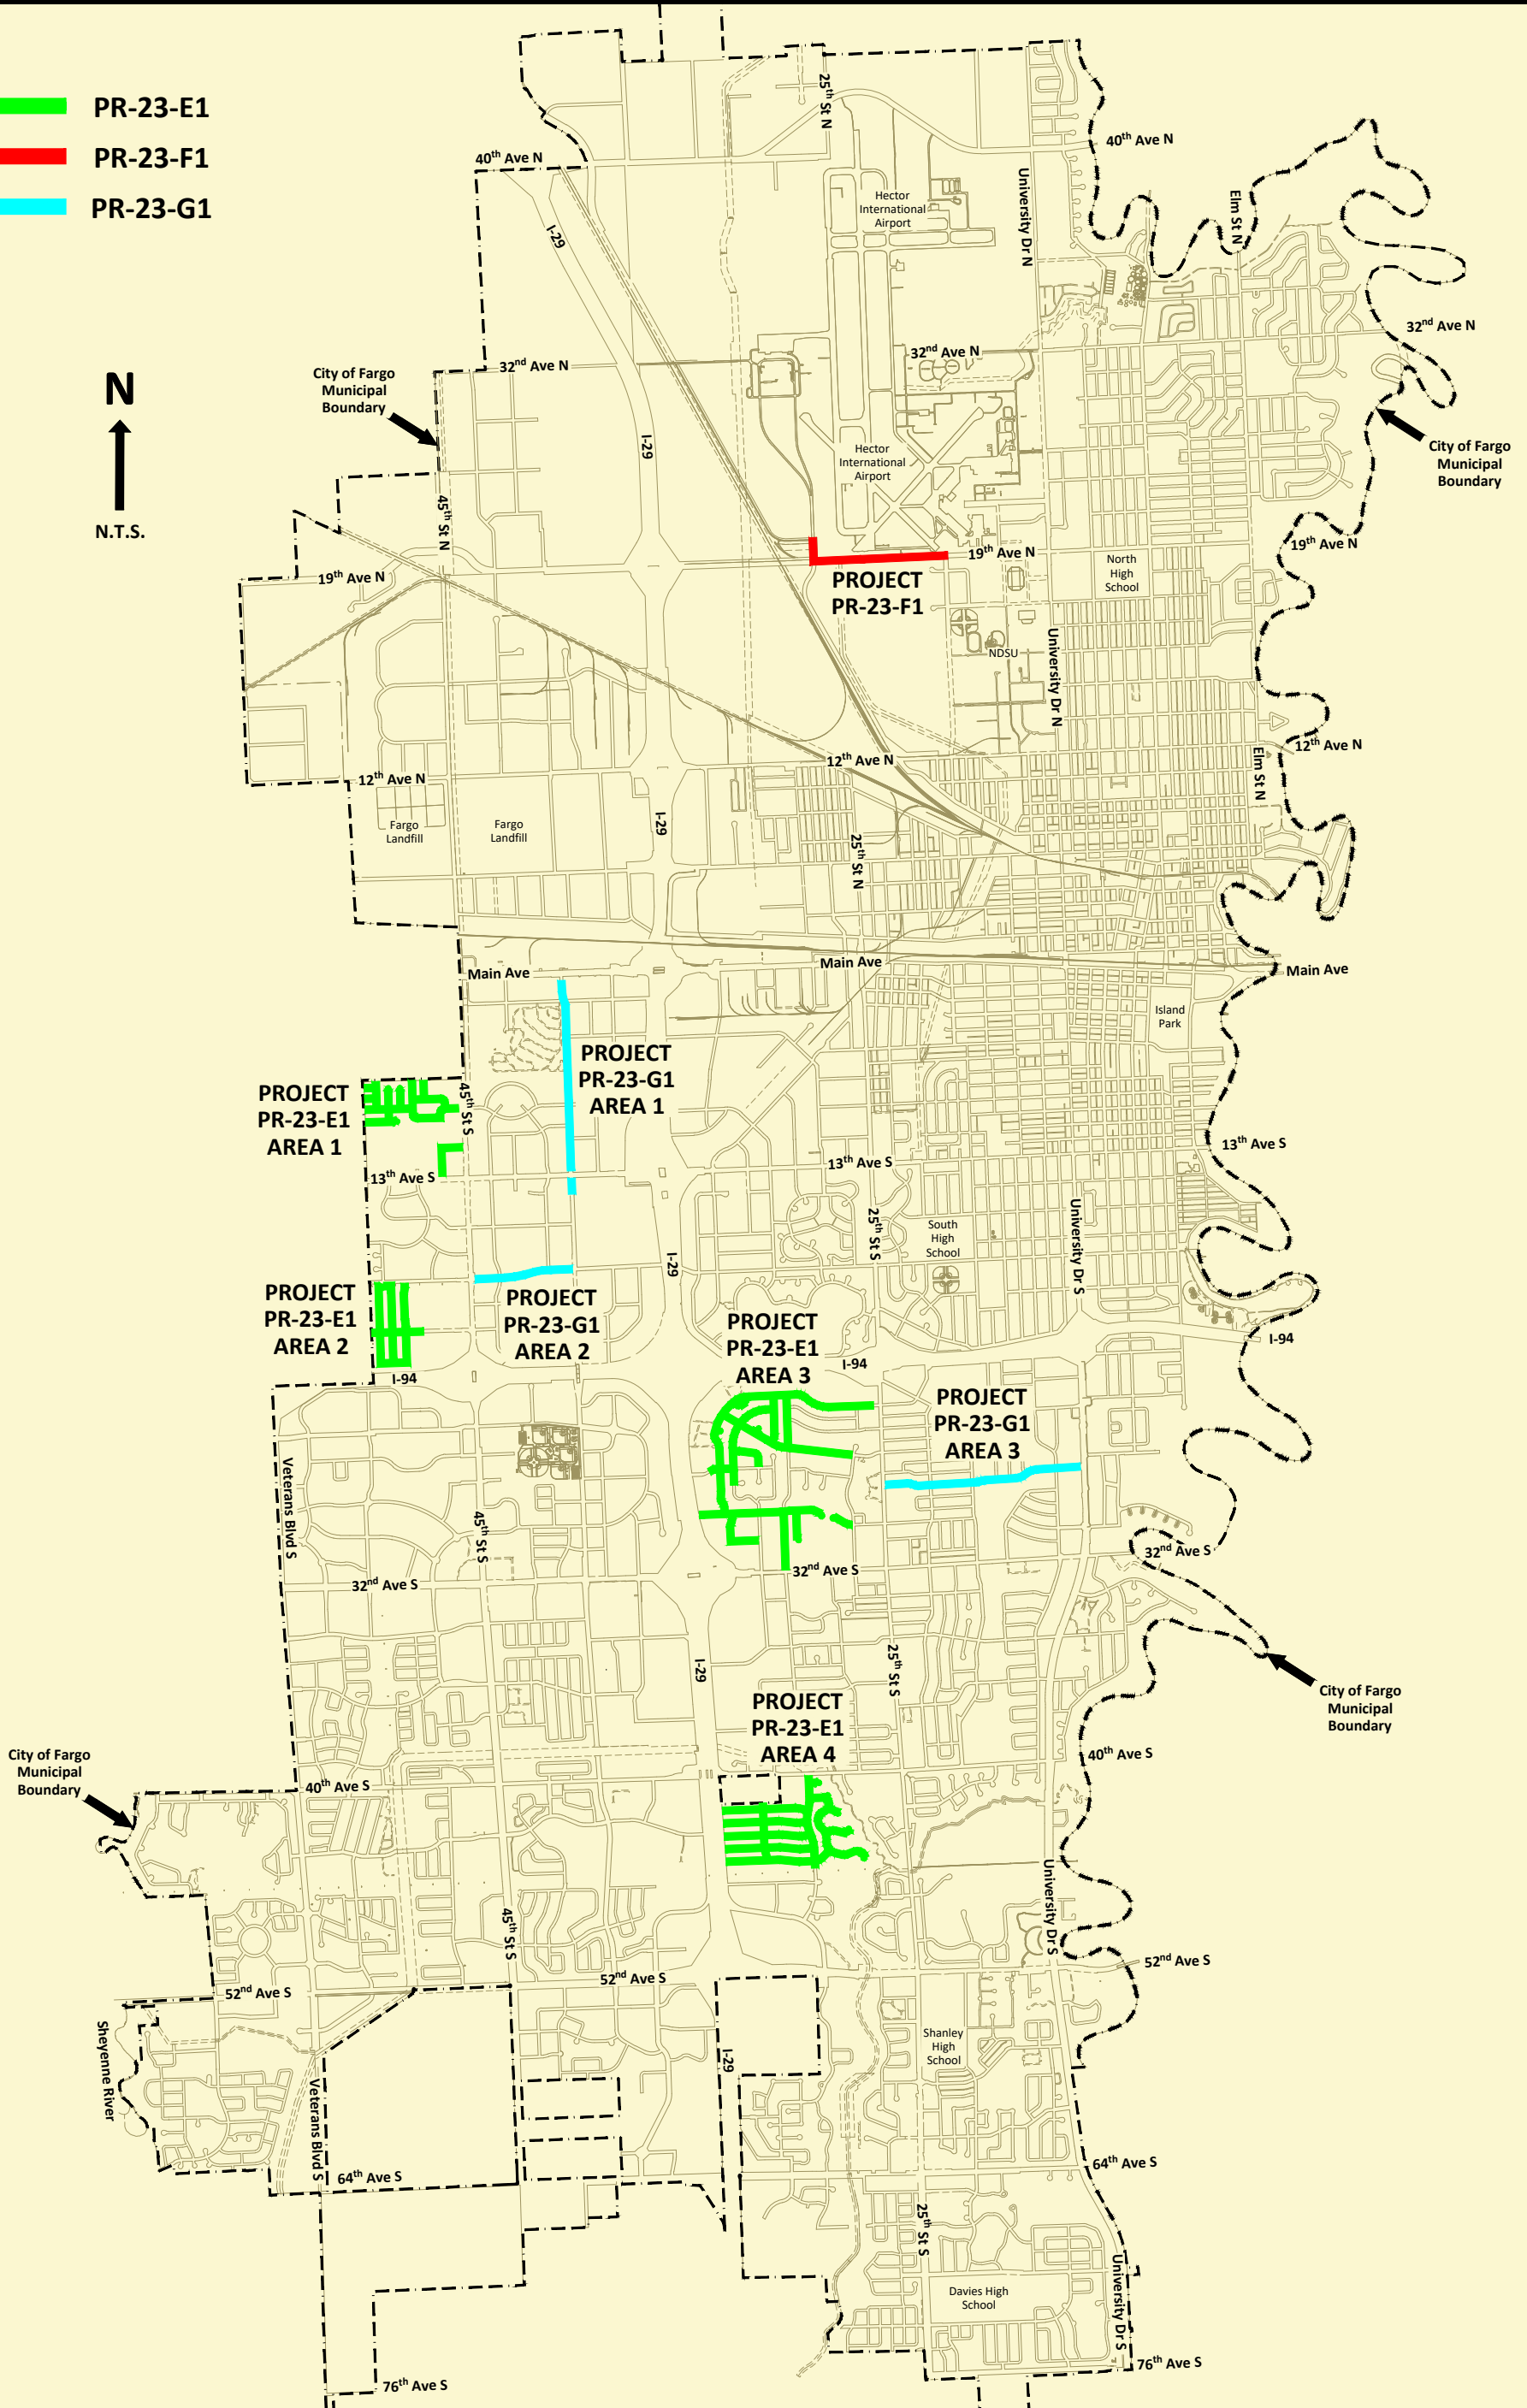 PR-23-E1
PR-23-F1
PR-23-G1
25th St N
40th Ave N
40th Ave N
Hector
International
Airport
University Dr N
Elm St N
I-29
32nd Ave N
32nd Ave N
32nd Ave N
N
N.T.S.
City of Fargo
Municipal
Boundary
I-29
Hector
International
Airport
City of Fargo
Municipal
Boundary
45th St N
19th Ave N
19th Ave N
19th Ave N
North
High
School
PROJECT
PR-23-F1
NDSU
University Dr N
12th Ave N
12th Ave N
12th Ave N
Elm St N
Fargo
Landfill
Fargo
Landfill
I-29
25th St N
Main Ave
Main Ave
Main Ave
Island
Park
PROJECT
PR-23-G1
AREA 1
PROJECT
PR-23-E1
AREA 1
45th St S
13th Ave S
13th Ave S
13th Ave S
25th St S
South
High
School
University Dr S
I-29
PROJECT
PR-23-E1
AREA 2
PROJECT
PR-23-G1
AREA 2
PROJECT
PR-23-E1
AREA 3
I-94
I-94
I-94
PROJECT
PR-23-G1
AREA 3
Veterans Blvd S
45th St S
32nd Ave S
32nd Ave S
32nd Ave S
25th St S
I-29
City of Fargo
Municipal
Boundary
PROJECT
PR-23-E1
AREA 4
City of Fargo
Municipal
Boundary
40th Ave S
40th Ave S
University Dr S
45th St S
52nd Ave S
52nd Ave S
52nd Ave S
Sheyenne River
Shanley
High
School
I-29
Veterans Blvd S
64th Ave S
64th Ave S
25th St S
University Dr S
Davies High
School
76th Ave S
76th Ave S